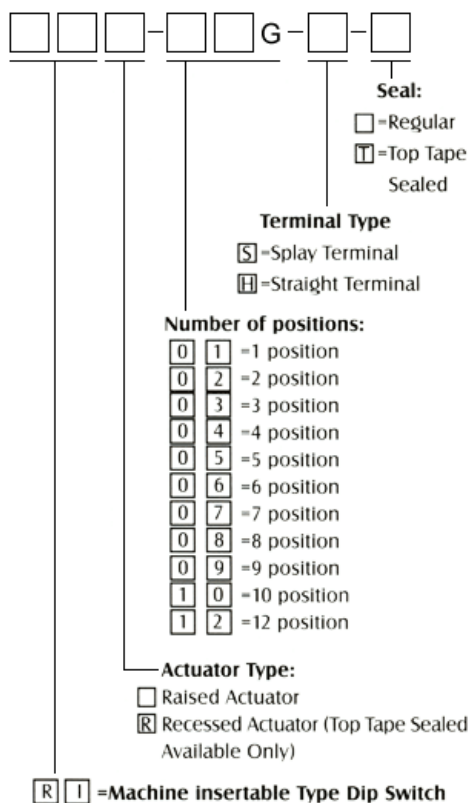 G
Seal:
=Regular
T =Top Tape
Sealed
Terminal Type
S =Splay Terminal
H =Straight Terminal
Number of positions:
0 1 =1 position
0 2 =2 position
0 3 =3 position
0 4 =4 position
0 5 =5 position
0 6 =6 position
0 7 =7 position
0 8 =8 position
0 9 =9 position
1 0 =10 position
1 2 =12 position
Actuator Type:
Raised Actuator
R Recessed Actuator (Top Tape Sealed
Available Only)
R I =Machine insertable Type Dip Switch